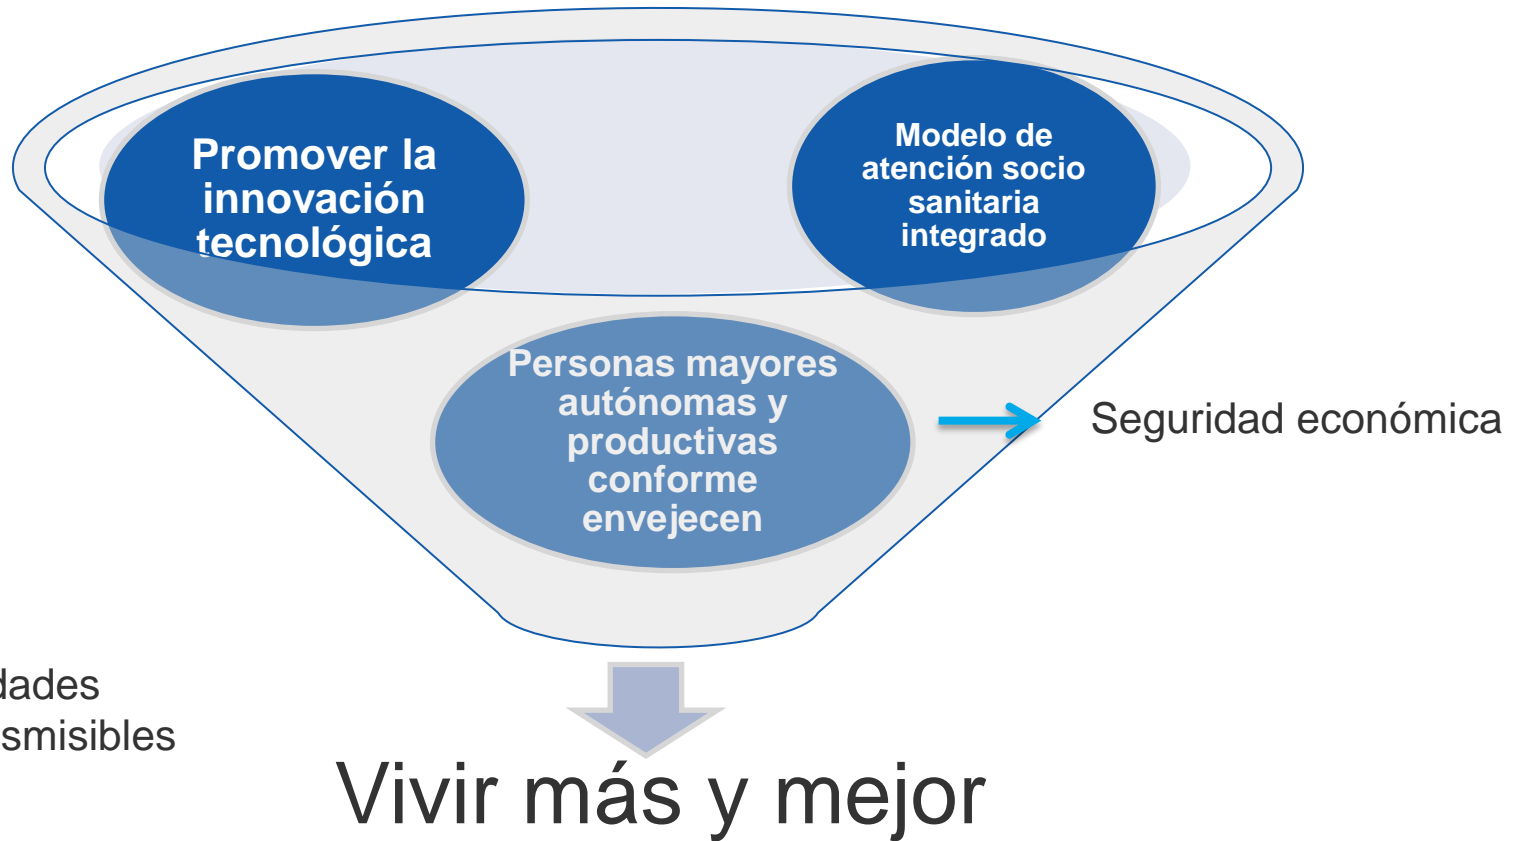 Promover la
innovación
tecnológica
Modelo de
atención socio
sanitaria
integrado
Personas mayores
autónomas y
productivas
conforme
envejecen
Seguridad económica
dades
smisibles
Vivir más y mejor